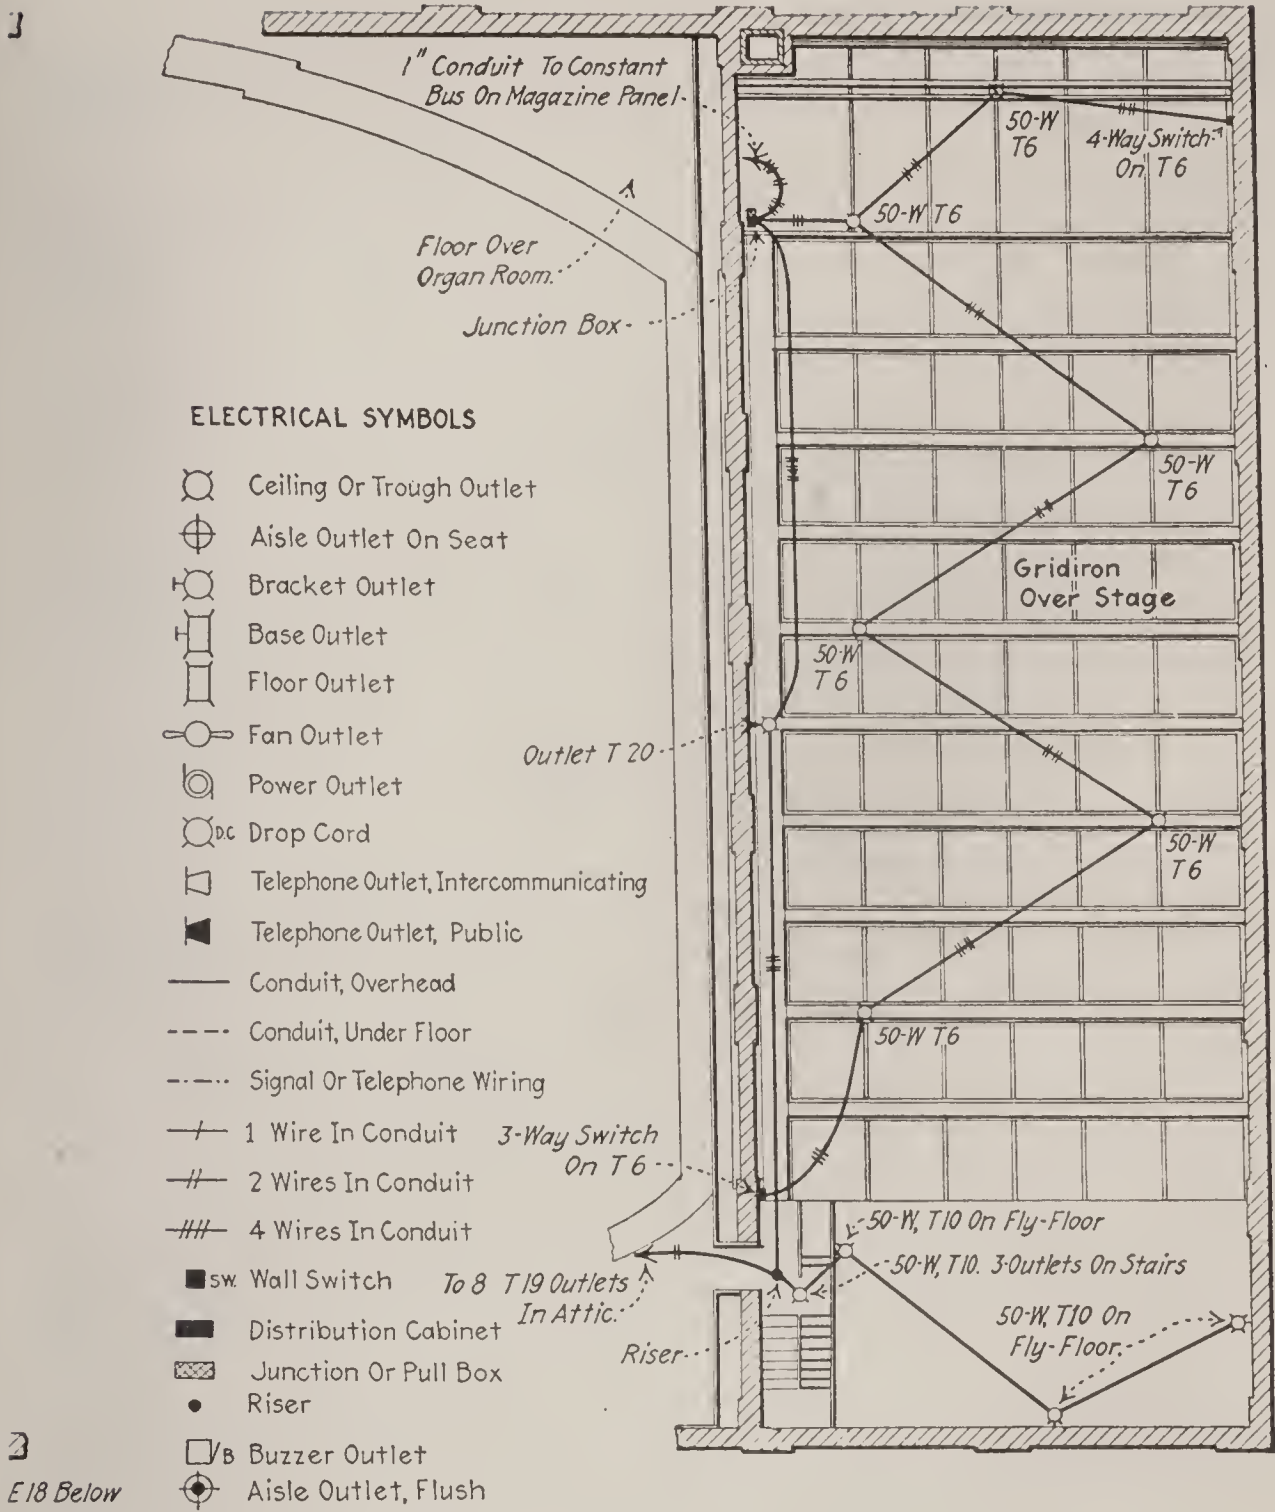 1" Conduit To Constant
Bus On Magazine Panel
50-W
T6
4-Way Switch
On T6
50-W T6
Floor Over
Organ Room.
Junction Box
50-W
T6
Gridiron
Over Stage
50-W
T6
Outlet T 20
50-W
T6
50-W T6
3-Way Switch
On T6
50-W, T10 On Fly-Floor
50-W, T10. 3-Outlets On Stairs
To 8 T19 Outlets
In Attic.
50-W, T10 On
Fly-Floor
Riser
ELECTRICAL SYMBOLS
Ceiling Or Trough Outlet
Aisle Outlet On Seat
Bracket Outlet
Base Outlet
Floor Outlet
Fan Outlet
Power Outlet
D.C Drop Cord
Telephone Outlet, Intercommunicating
Telephone Outlet, Public
Conduit, Overhead
Conduit, Under Floor
Signal Or Telephone Wiring
1 Wire In Conduit
2 Wires In Conduit
4 Wires In Conduit
SW. Wall Switch
Distribution Cabinet
Junction Or Pull Box
Riser
/B Buzzer Outlet
Aisle Outlet, Flush
E18 Below